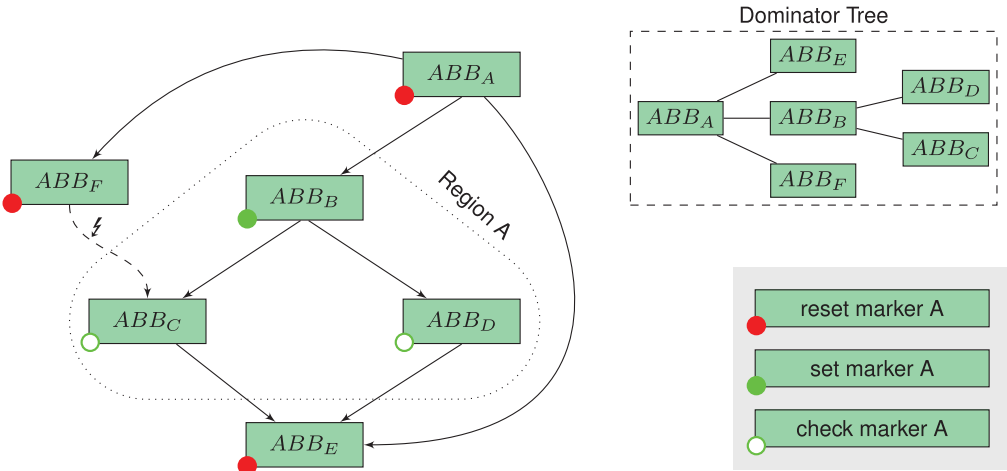 Dominator Tree
ABB_A
ABB_E
ABB_D
ABB_A
ABB_B
ABB_C
ABB_F
ABB_F
ABB_B
Region A
ABB_C
ABB_D
reset marker A
set marker A
check marker A
ABB_E